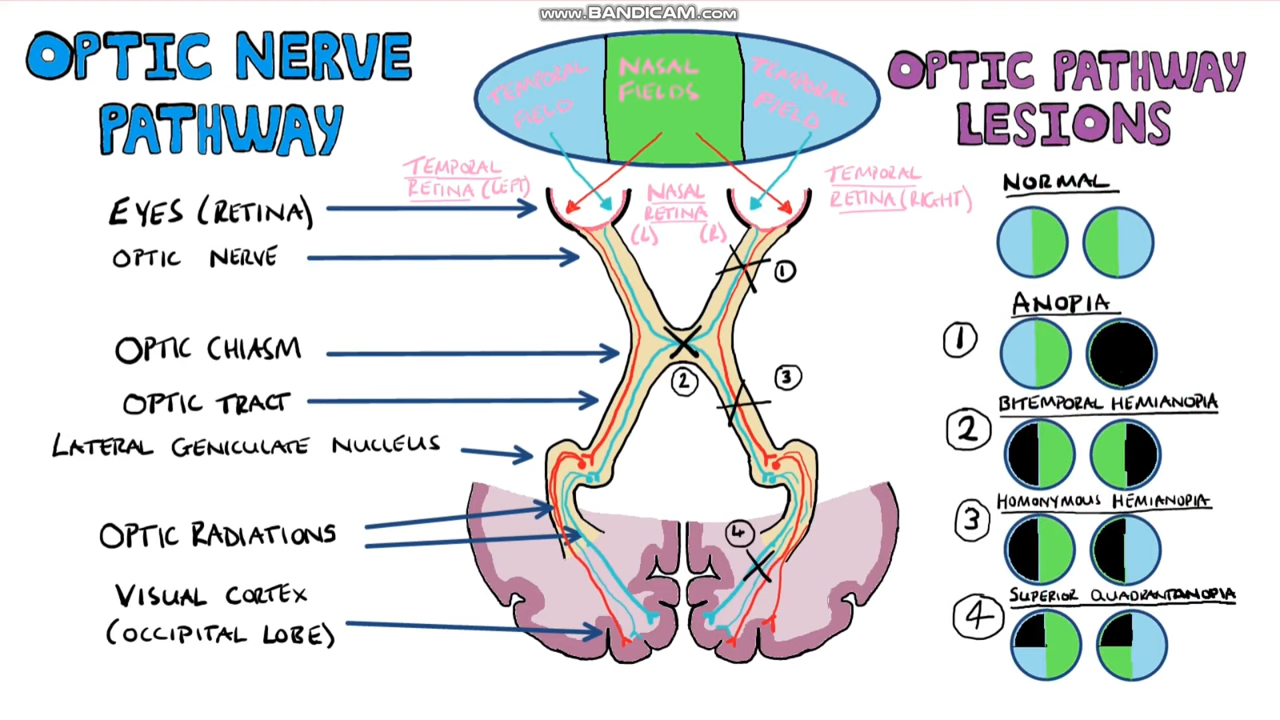 www.BANDICAM.com
OPTIC NERVE
PATHWAY
EYES (RETINA)
OPTIC NERVE
OPTIC CHIASM
OPTIC TRACT
LATERAL GENICULATE NUCLEUS
OPTIC RADIATIONS
VISUAL CORTEX
(OCCIPITAL LOBE)
TEMPORAL
FIELD
NASAL
FIELDS
TEMPORAL
FIELD
TEMPORAL
RETINA (LEFT)
NASAL
RETINA
(L) (R)
TEMPORAL
RETINA (RIGHT)
1
2
3
4
OPTIC PATHWAY
LESIONS
NORMAL
ANOPIA
1
BITEMPORAL HEMIANOPIA
2
HOMONYMOUS HEMIANOPIA
3
SUPERIOR QUADRANTANOPIA
4